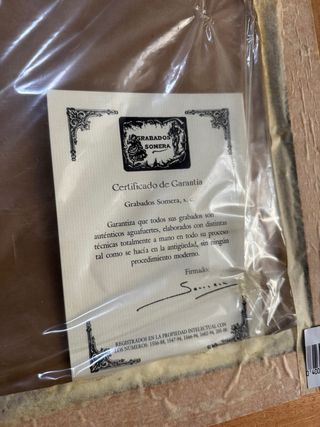 GRABADOS
SOMERA
Certificado de Garantía
Grabados Somera, s. c.
Garantiza que todos sus grabados son
auténticos aguafuertes, elaborados con distintas
técnicas totalmente a mano en todo su proceso
tal como se hacía en la antigüedad, sin ningún
procedimiento moderno.
Firmado:
REGISTRADOS EN LA PROPIEDAD INTELECTUAL CON
LOS NÚMEROS: